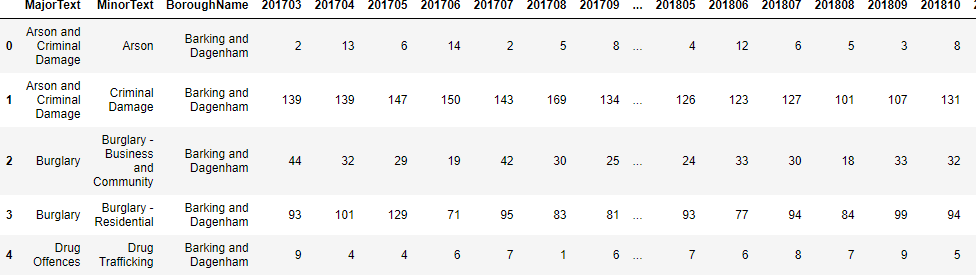 MajorText MinorText BoroughName 201703 201704 201705 201706 201707 201708 201709 ... 201805 201806 201807 201808 201809 201810
0 Arson and Criminal Damage Arson Barking and Dagenham 2 13 6 14 2 5 8 ... 4 12 6 5 3 8
1 Arson and Criminal Damage Criminal Damage Barking and Dagenham 139 139 147 150 143 169 134 ... 126 123 127 101 107 131
2 Burglary Burglary - Business and Community Barking and Dagenham 44 32 29 19 42 30 25 ... 24 33 30 18 33 32
3 Burglary Burglary - Residential Barking and Dagenham 93 101 129 71 95 83 81 ... 93 77 94 84 99 94
4 Drug Offences Drug Trafficking Barking and Dagenham 9 4 4 6 7 1 6 ... 7 6 8 7 9 5